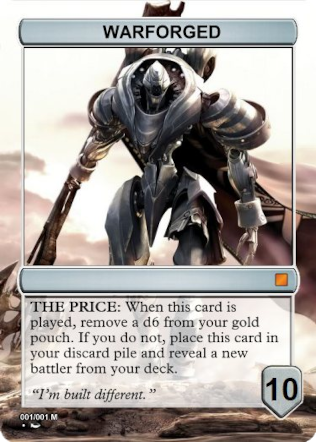 WARFORGED
THE PRICE: When this card is
played, remove a d6 from your gold
pouch. If you do not, place this card in
your discard pile and reveal a new
battler from your deck.
“I’m built different.”
10
001/001 M